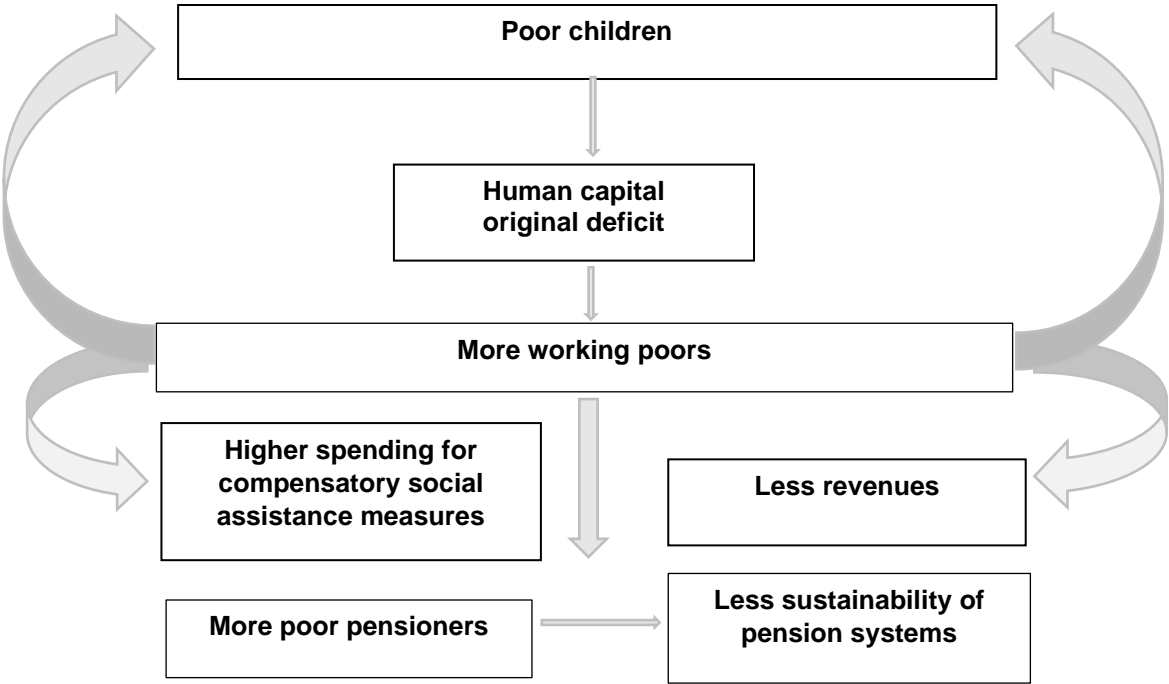 Poor children
Human capital
original deficit
More working poors
Higher spending for
compensatory social
assistance measures
Less revenues
More poor pensioners
Less sustainability of
pension systems